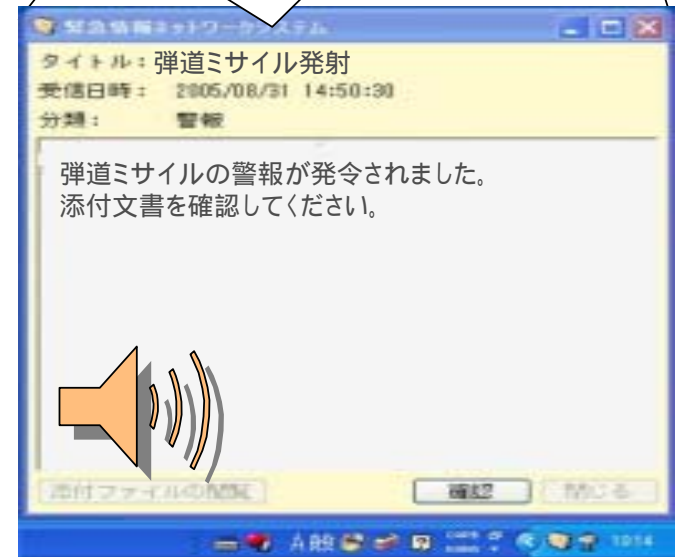 緊急情報ネットワークシステム
タイトル：弾道ミサイル発射
受信日時： 2005/08/31 14:50:30
分類： 警報
弾道ミサイルの警報が発令されました。
添付文書を確認してください。
添付ファイルの閲覧 確認 閉じる
A 般